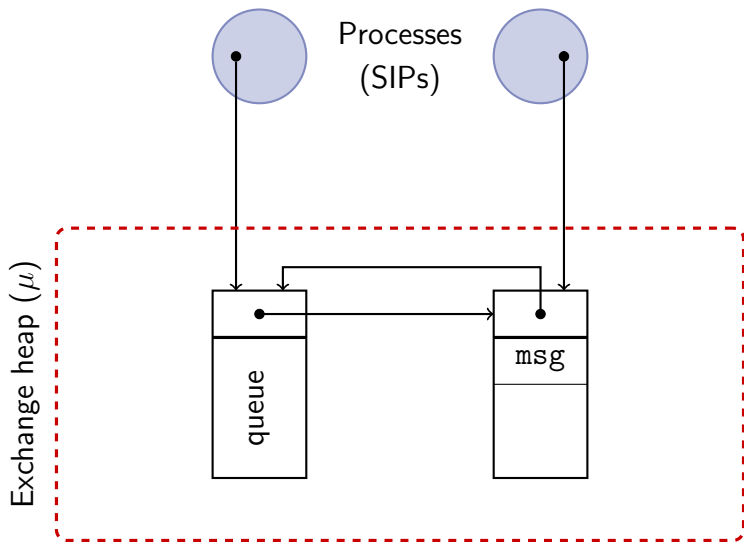 Processes
(SIPs)
Exchange heap (μ)
queue
msg